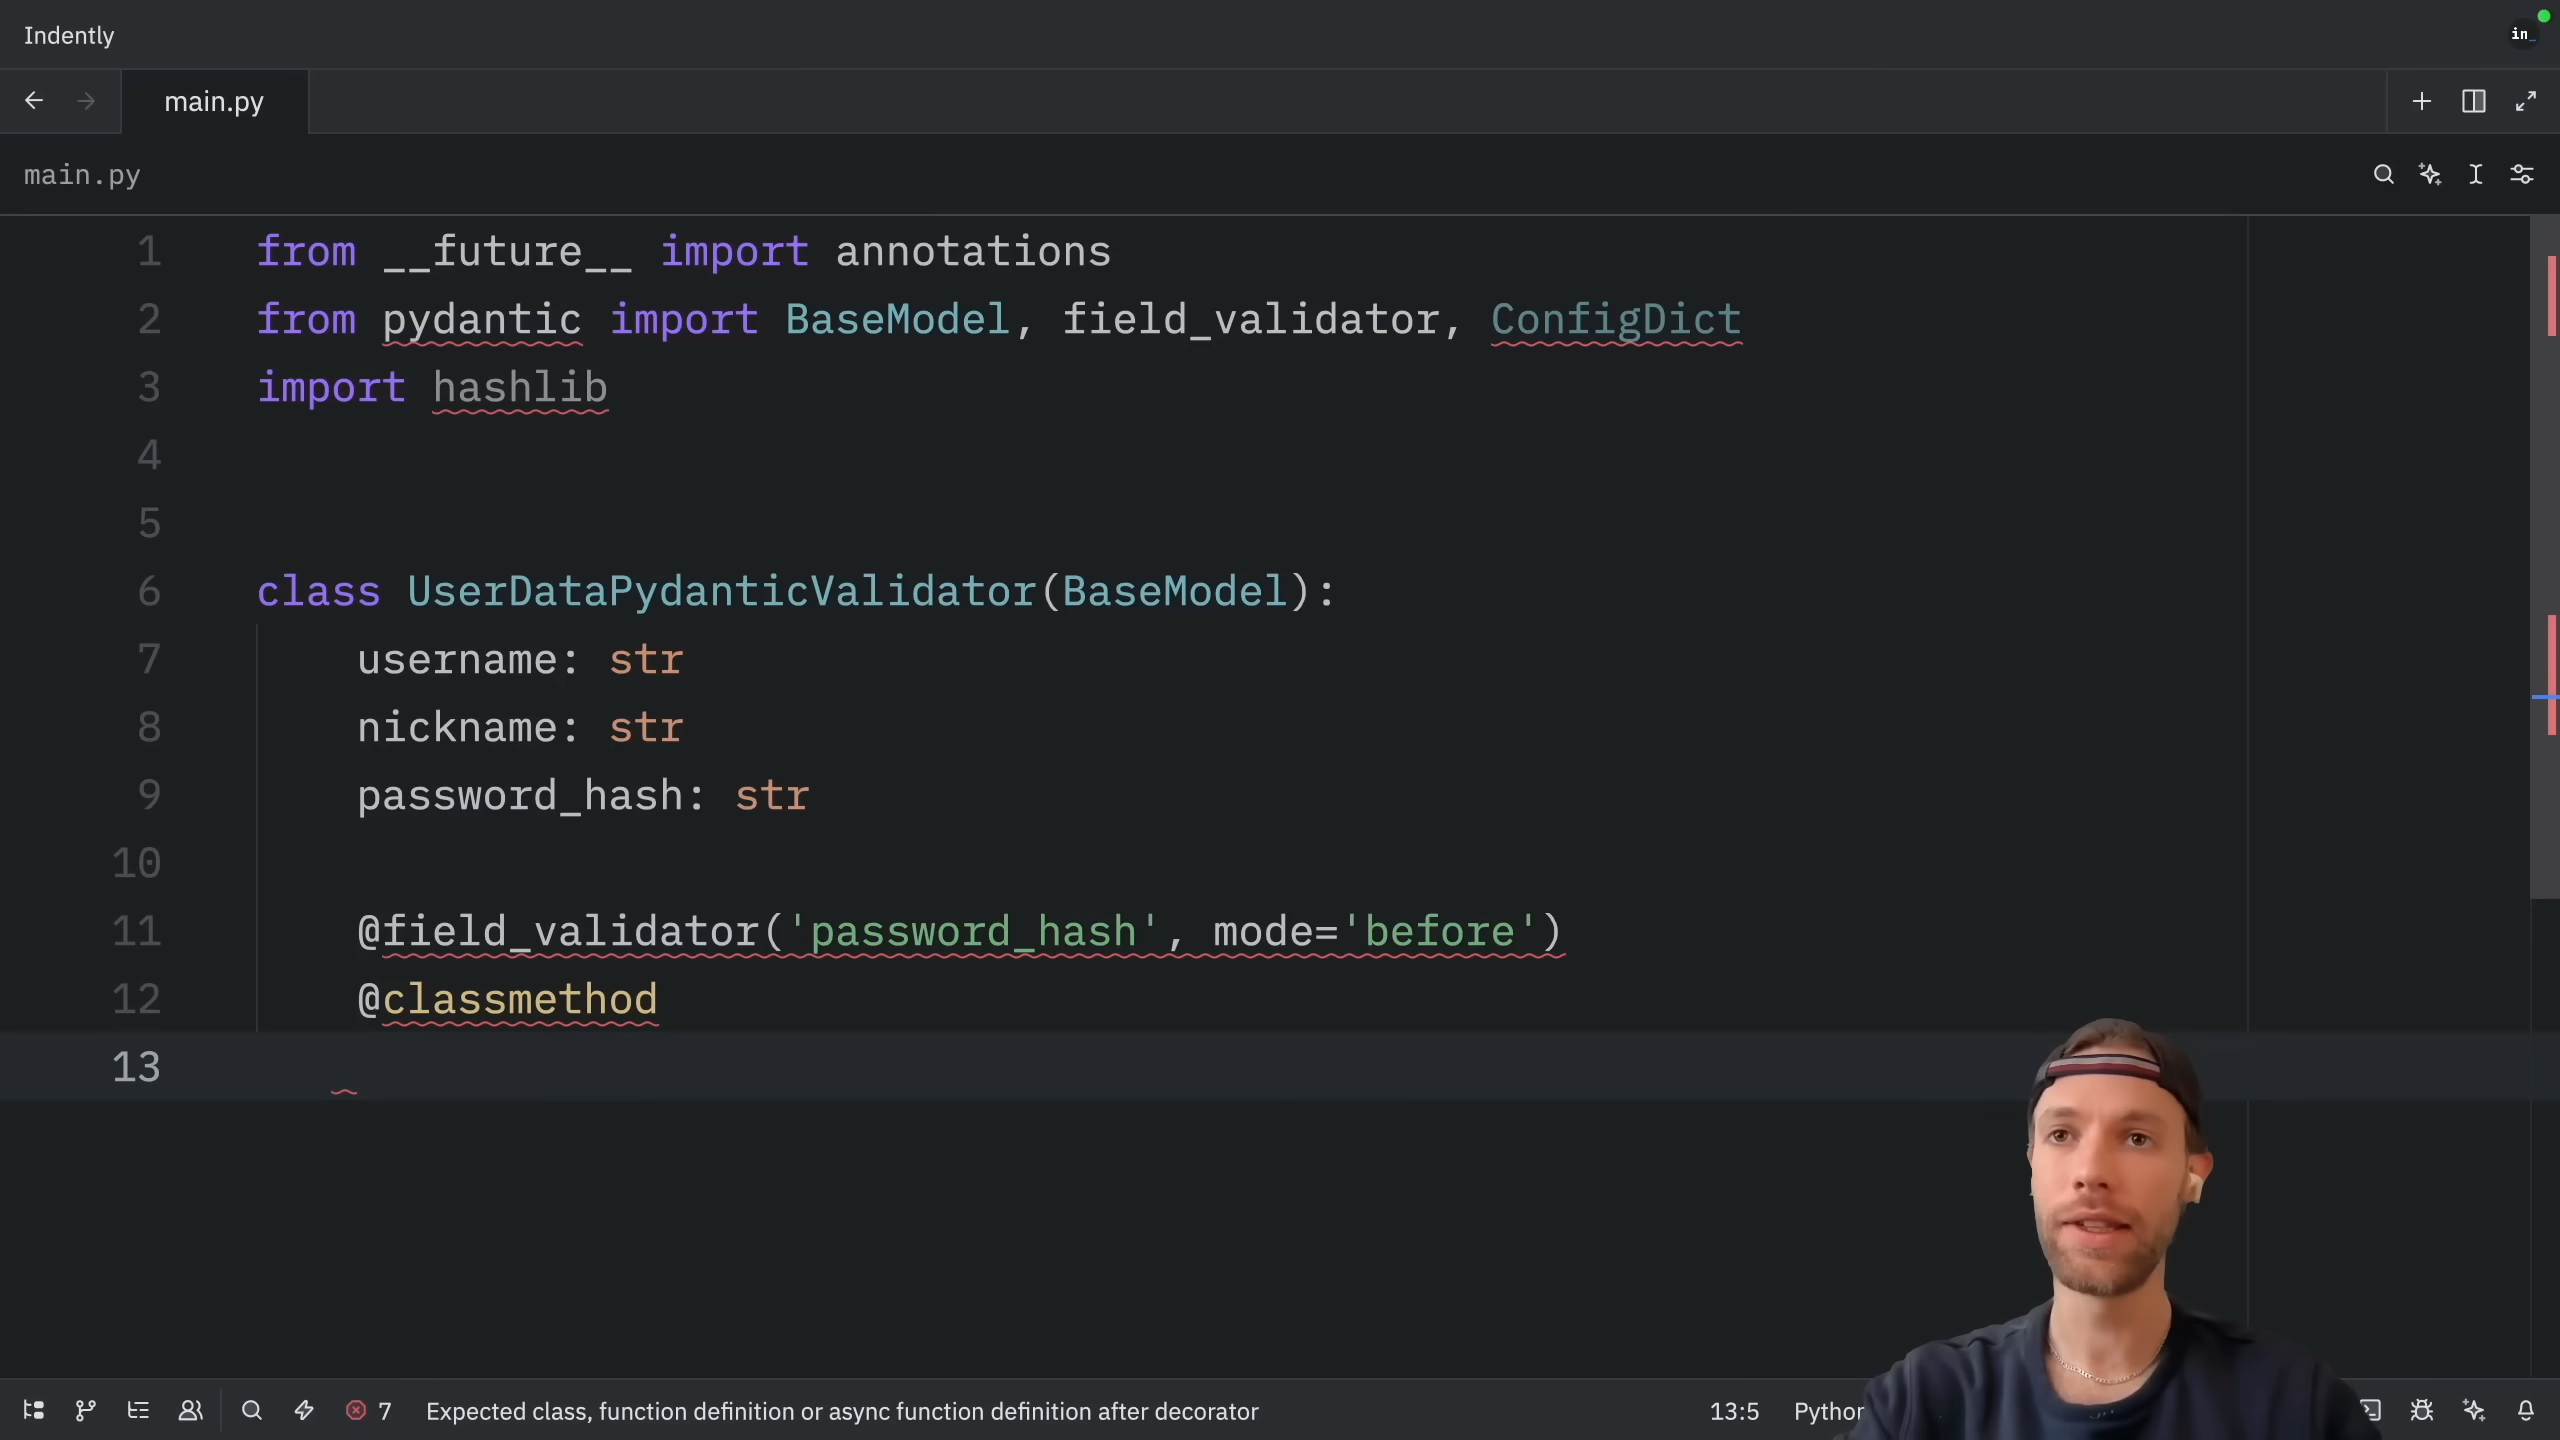 Indently
in_
main.py
main.py
1 from __future__ import annotations
2 from pydantic import BaseModel, field_validator, ConfigDict
3 import hashlib
4
5
6 class UserDataPydanticValidator(BaseModel):
7     username: str
8     nickname: str
9     password_hash: str
10
11     @field_validator('password_hash', mode='before')
12     @classmethod
13
7 Expected class, function definition or async function definition after decorator 13:5